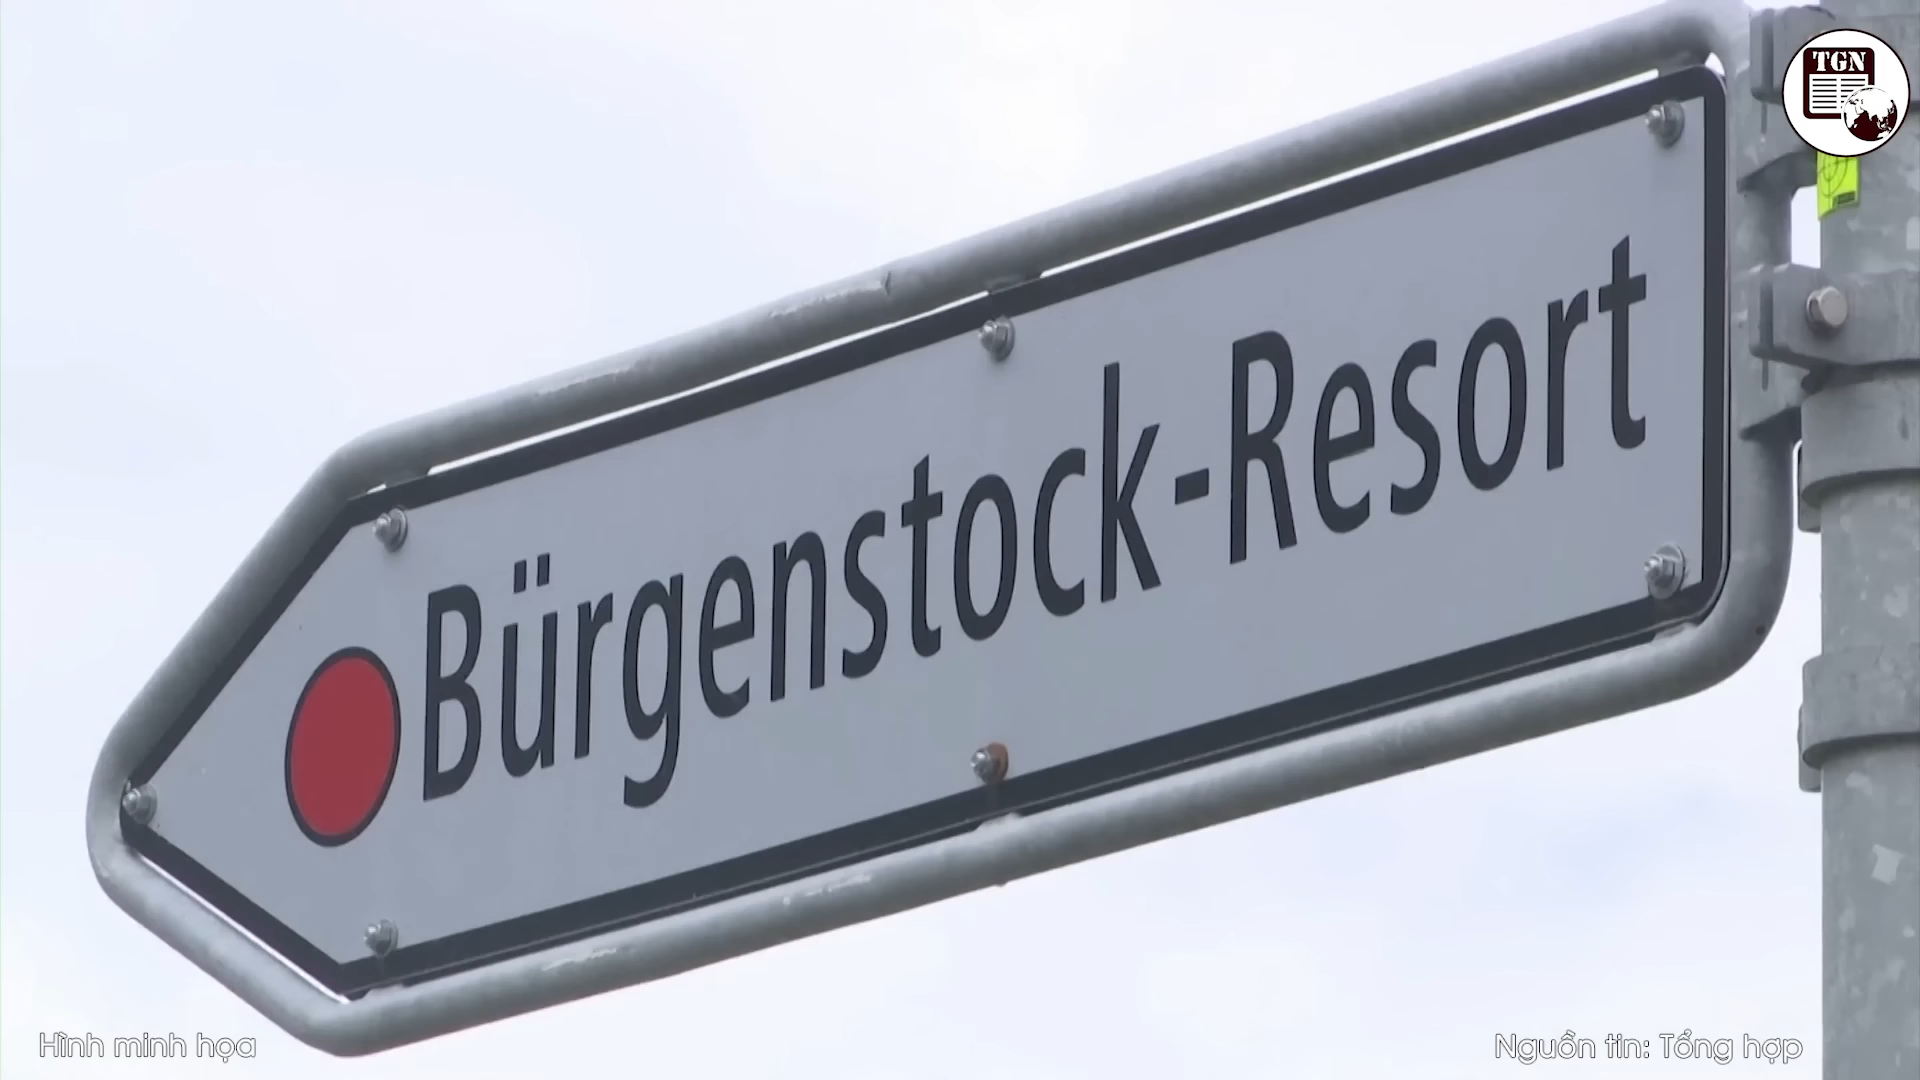 TGN
Bürgenstock-Resort
Hình minh họa
Nguồn tin: Tổng hợp